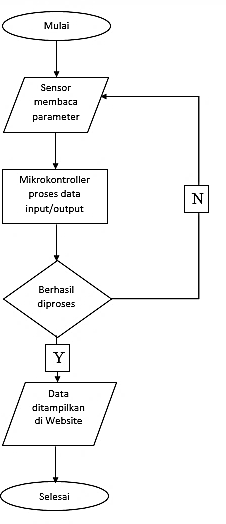 Mulai
Sensor
membaca
parameter
Mikrokontroller
proses data
input/output
N
Berhasil
diproses
Y
Data
ditampilkan
di Website
Selesai